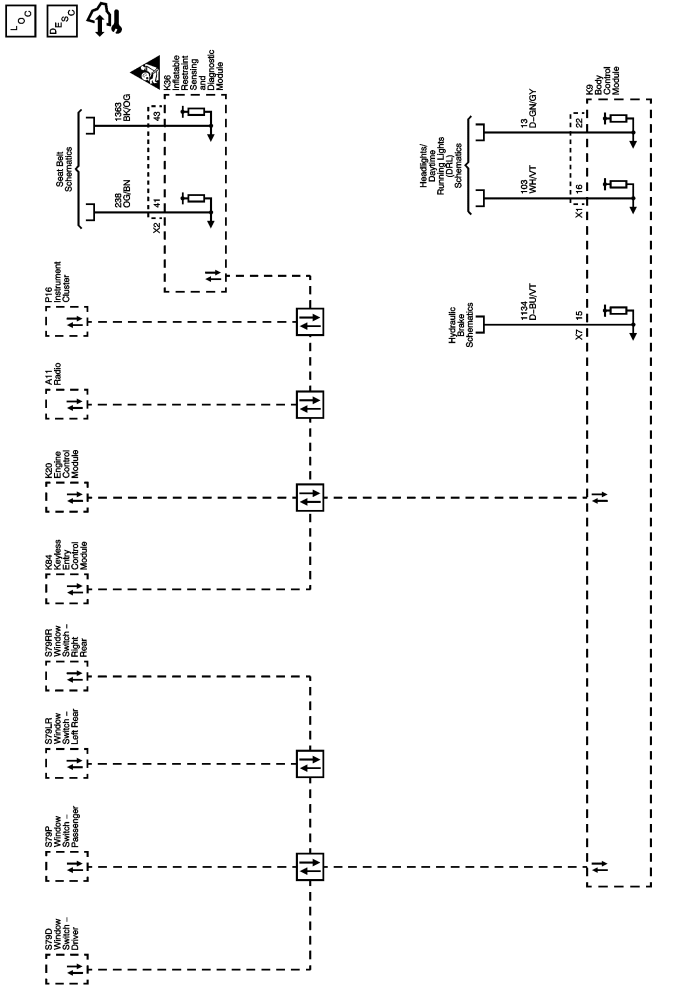 LOC
DESC
K36
Inflatable
Restraint
Sensing
and
Diagnostic
Module
K9
Body
Control
Module
Seat Belt
Schematics
1363
BK/OG
43
238
OG/BN
41
X2
Headlights/
Daytime
Running Lights
(DRL)
Schematics
13
D-GN/GY
22
103
WH/VT
16
X1
Hydraulic
Brake
Schematics
1134
D-BU/VT
15
X7
P16
Instrument
Cluster
A11
Radio
K20
Engine
Control
Module
K84
Keyless
Entry
Control
Module
S79RR
Window
Switch -
Right
Rear
S79LR
Window
Switch -
Left Rear
S79P
Window
Switch -
Passenger
S79D
Window
Switch -
Driver